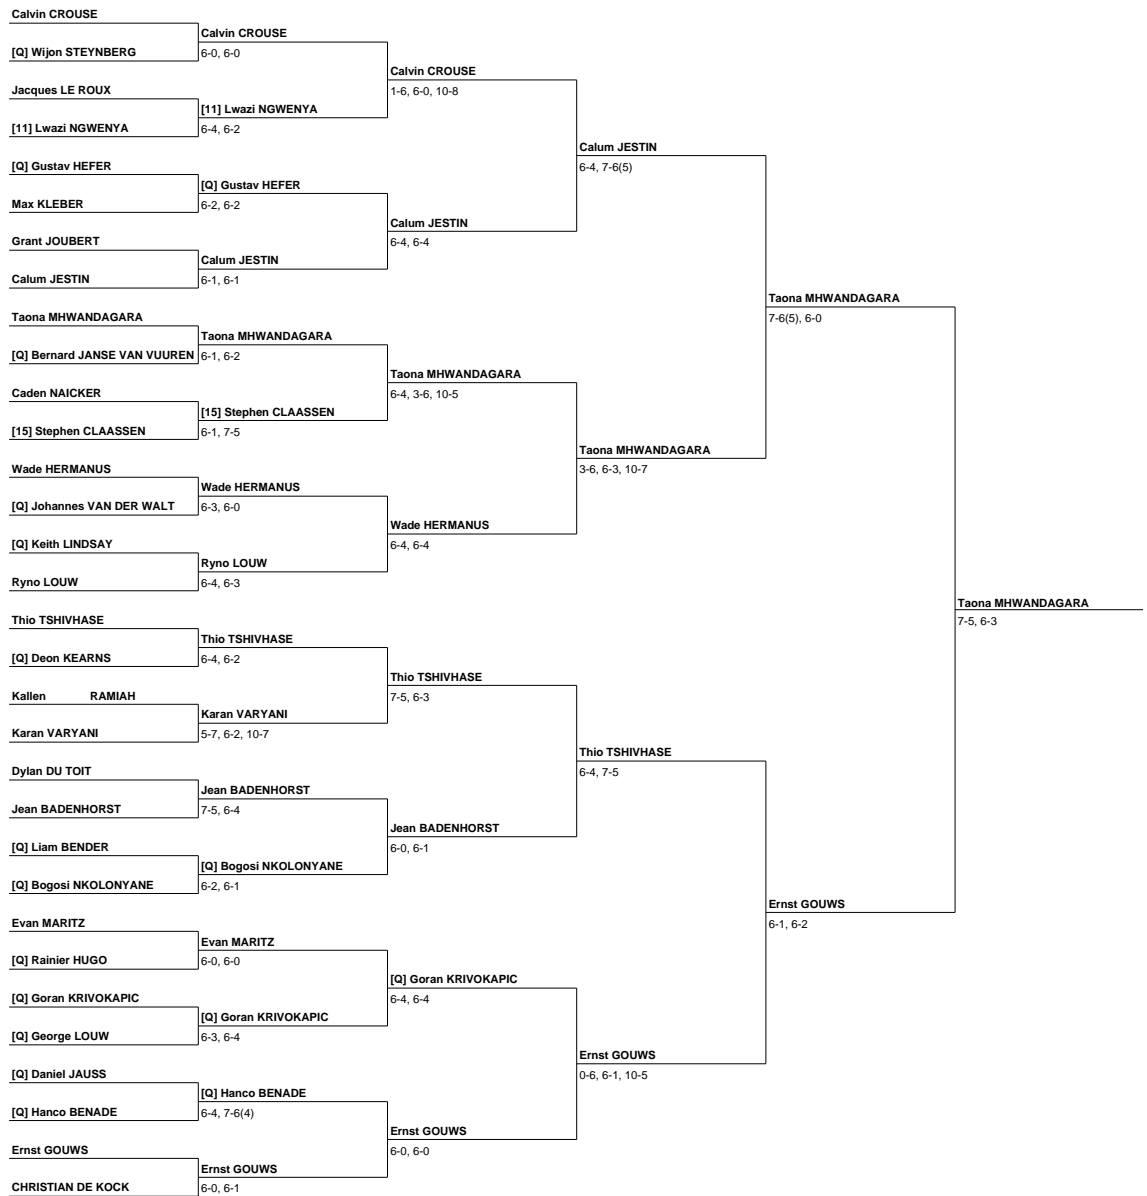 Calvin CROUSE
Calvin CROUSE
[Q] Wijon STEYNBERG
6-0, 6-0
Calvin CROUSE
Jacques LE ROUX
1-6, 6-0, 10-8
[11] Lwazi NGWENYA
[11] Lwazi NGWENYA
6-4, 6-2
Calum JESTIN
[Q] Gustav HEFER
6-4, 7-6(5)
[Q] Gustav HEFER
Max KLEBER
6-2, 6-2
Calum JESTIN
Grant JOUBERT
6-4, 6-4
Calum JESTIN
Calum JESTIN
6-1, 6-1
Taona MHWANDAGARA
Taona MHWANDAGARA
7-6(5), 6-0
Taona MHWANDAGARA
[Q] Bernard JANSE VAN VUUREN
6-1, 6-2
Taona MHWANDAGARA
Caden NAICKER
6-4, 3-6, 10-5
[15] Stephen CLAASSEN
[15] Stephen CLAASSEN
6-1, 7-5
Taona MHWANDAGARA
Wade HERMANUS
3-6, 6-3, 10-7
Wade HERMANUS
[Q] Johannes VAN DER WALT
6-3, 6-0
Wade HERMANUS
[Q] Keith LINDSAY
6-4, 6-4
Ryno LOUW
Ryno LOUW
6-4, 6-3
Taona MHWANDAGARA
Thio TSHIVHASE
7-5, 6-3
Thio TSHIVHASE
[Q] Deon KEARNS
6-4, 6-2
Thio TSHIVHASE
Kallen RAMIAH
7-5, 6-3
Karan VARYANI
Karan VARYANI
5-7, 6-2, 10-7
Thio TSHIVHASE
Dylan DU TOIT
6-4, 7-5
Jean BADENHORST
Jean BADENHORST
7-5, 6-4
Jean BADENHORST
[Q] Liam BENDER
6-0, 6-1
[Q] Bogosi NKOLONYANE
[Q] Bogosi NKOLONYANE
6-2, 6-1
Ernst GOUWS
Evan MARITZ
6-1, 6-2
Evan MARITZ
[Q] Rainier HUGO
6-0, 6-0
[Q] Goran KRIVOKAPIC
[Q] Goran KRIVOKAPIC
6-4, 6-4
[Q] Goran KRIVOKAPIC
[Q] George LOUW
6-3, 6-4
Ernst GOUWS
[Q] Daniel JAUSS
0-6, 6-1, 10-5
[Q] Hanco BENADE
[Q] Hanco BENADE
6-4, 7-6(4)
Ernst GOUWS
Ernst GOUWS
6-0, 6-0
Ernst GOUWS
CHRISTIAN DE KOCK
6-0, 6-1